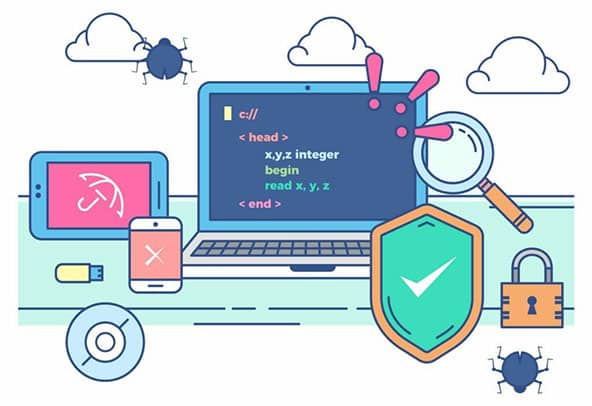 c://
< head >
x,y,z integer
begin
read x, y, z
< end >